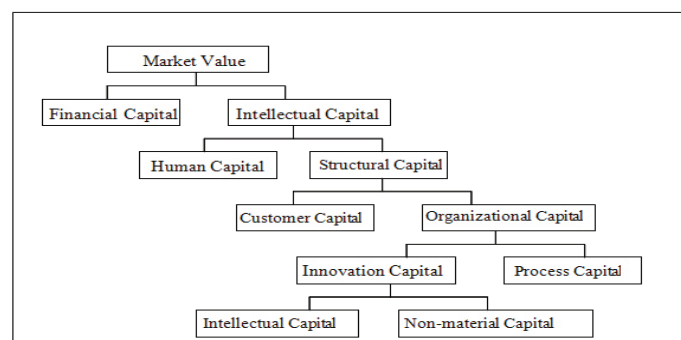 Market Value
Financial Capital
Intellectual Capital
Human Capital
Structural Capital
Customer Capital
Organizational Capital
Innovation Capital
Process Capital
Intellectual Capital
Non-material Capital